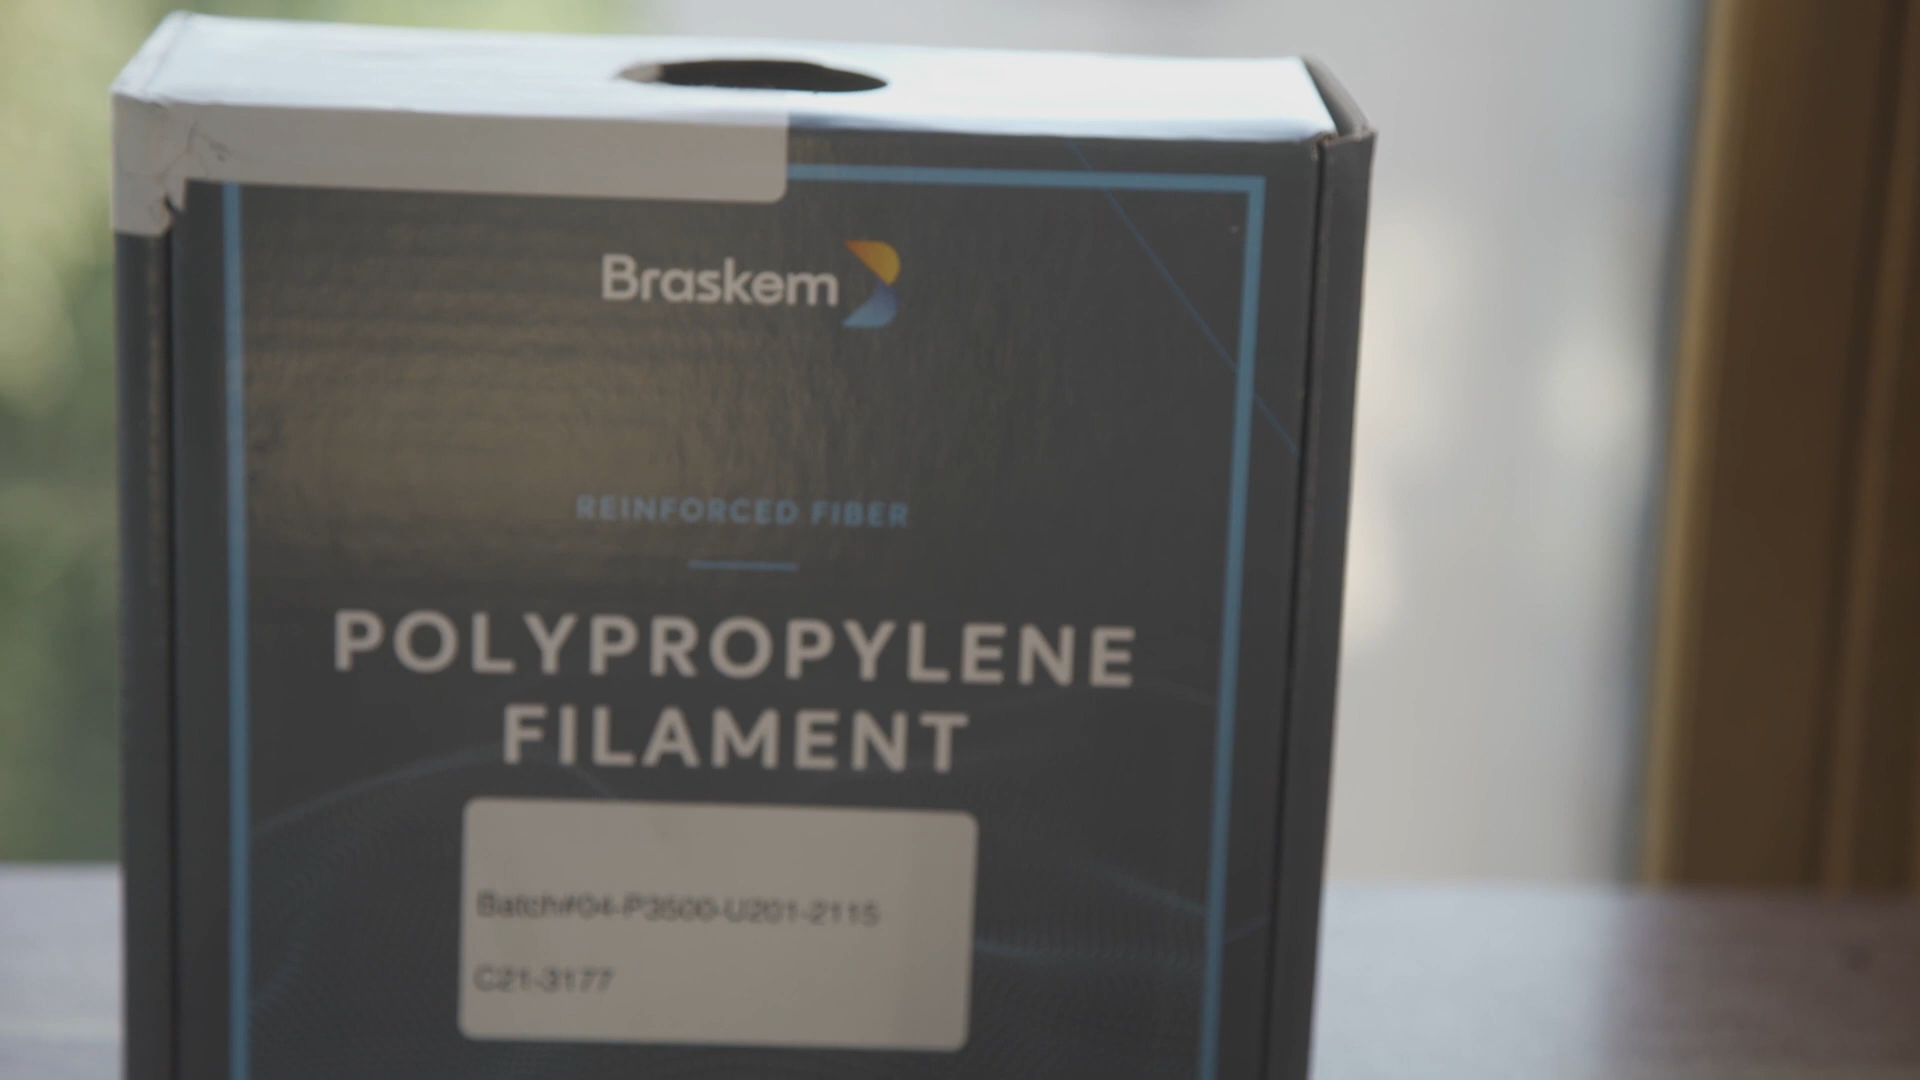 Braskem
REINFORCED FIBER
POLYPROPYLENE
FILAMENT
Batch#04-P3500-U201-2115
C21-3177